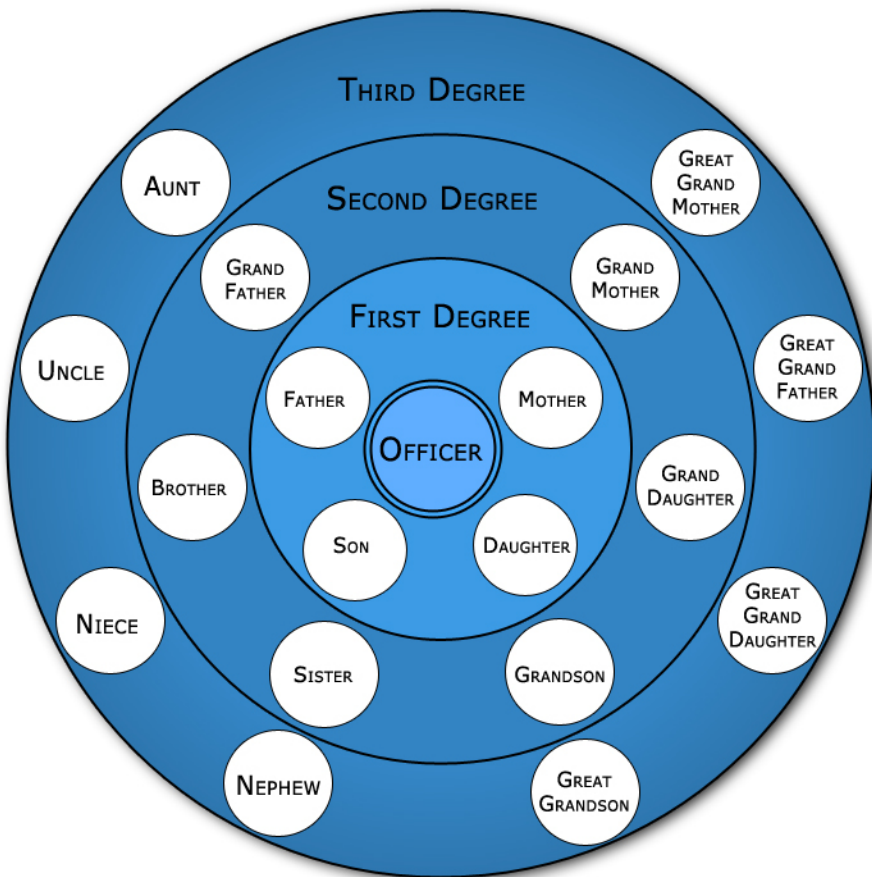 Third Degree
Aunt
Great
Grand
Mother
Second Degree
Grand
Father
Grand
Mother
First Degree
Uncle
Great
Grand
Father
Father
Mother
Officer
Brother
Grand
Daughter
Son
Daughter
Niece
Great
Grand
Daughter
Sister
Grandson
Nephew
Great
Grandson